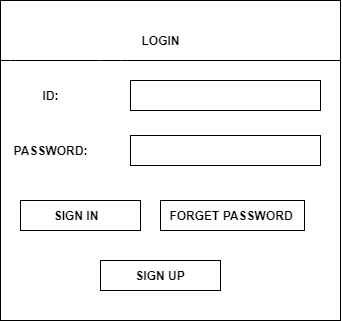 LOGIN
ID:
PASSWORD:
SIGN IN
FORGET PASSWORD
SIGN UP